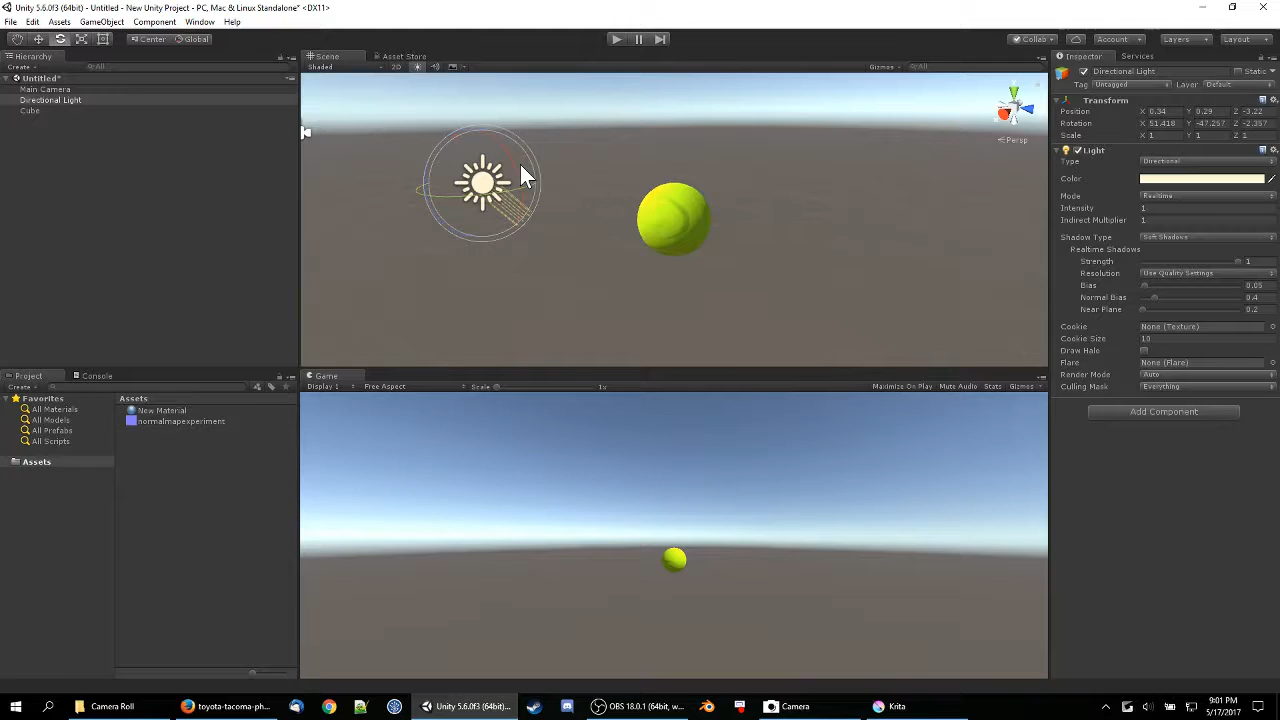 Unity 5.6.0f3 (64bit) - Untitled - New Unity Project - PC, Mac & Linux Standalone* <DX11>
File Edit Assets GameObject Component Window Help
Center Global Collab Account Layers Layout
Hierarchy Scene Asset Store Inspector Services
Create All Shaded 2D Gizmos All Directional Light Static
Untitled* Tag Untagged Layer Default
Main Camera
Directional Light Transform
Cube Position X 0.34 Y 0.29 Z -3.22
Rotation X 51.418 Y -47.257 Z -2.357
Scale X 1 Y 1 Z 1
Persp
Light
Type Directional
Color
Mode Realtime
Intensity 1
Indirect Multiplier 1
Shadow Type Soft Shadows
Realtime Shadows
Strength 1
Resolution Use Quality Settings
Bias 0.05
Normal Bias 0.4
Near Plane 0.2
Cookie None (Texture)
Cookie Size 10
Draw Halo
Flare None (Flare)
Render Mode Auto
Culling Mask Everything
Add Component
Project Console Game
Create Display 1 Free Aspect Scale 1x Maximize On Play Mute Audio Stats Gizmos
Favorites Assets
All Materials New Material
All Models normalmapexperiment
All Prefabs
All Scripts
Assets
Camera Roll toyota-tacoma-ph... Unity 5.6.0f3 (64bit)... OBS 18.0.1 (64bit, w... Camera Krita 9:01 PM
5/17/2017